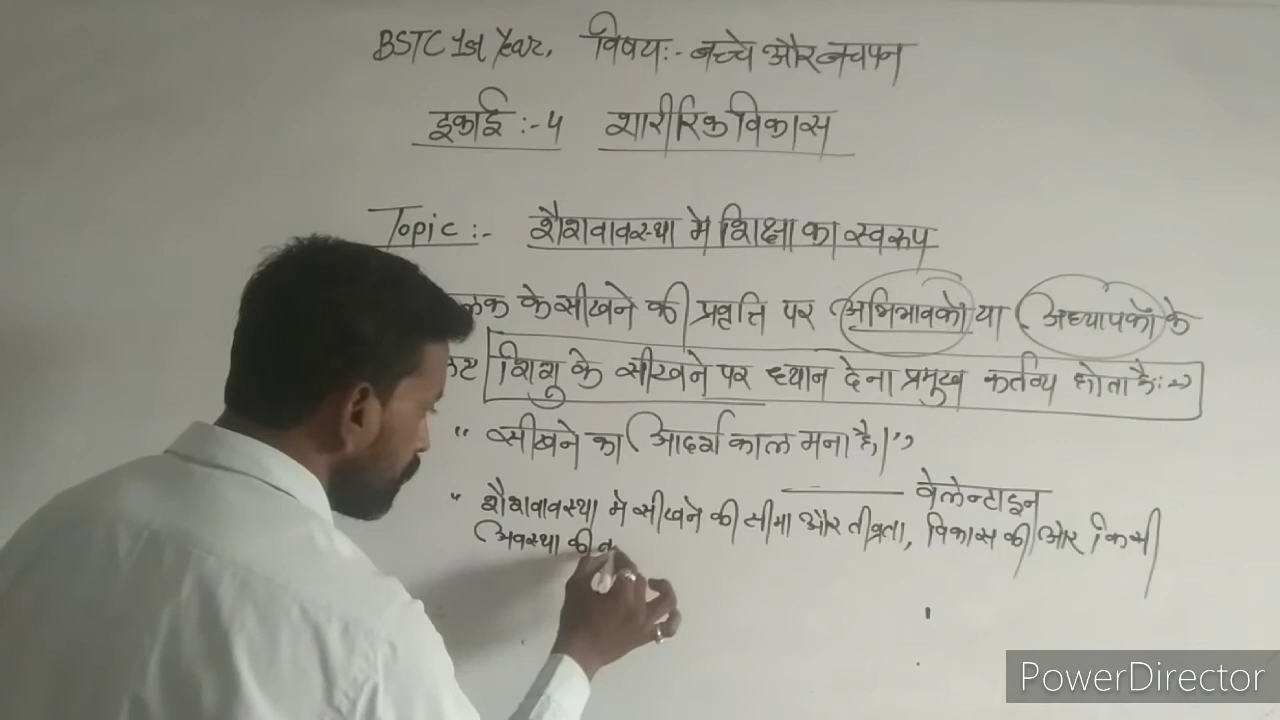 BSTC 1st Year, विषय:- बच्चे और बचपन
इकाई :- 4 शारीरिक विकास
Topic :- शैशवावस्था मे शिक्षा का स्वरुप
के सीखने की प्रवृत्ति पर अभिभावकों या अध्यापकों के
शिशु के सीखने पर ध्यान देना प्रमुख कर्तव्य होता है :→
“ सीखने का आदर्श काल मना है।”
—— वेलेन्टाइन
“ शैशवावस्था मे सीखने की सीमा और तीव्रता, विकास की और किसी
अवस्था की
PowerDirector